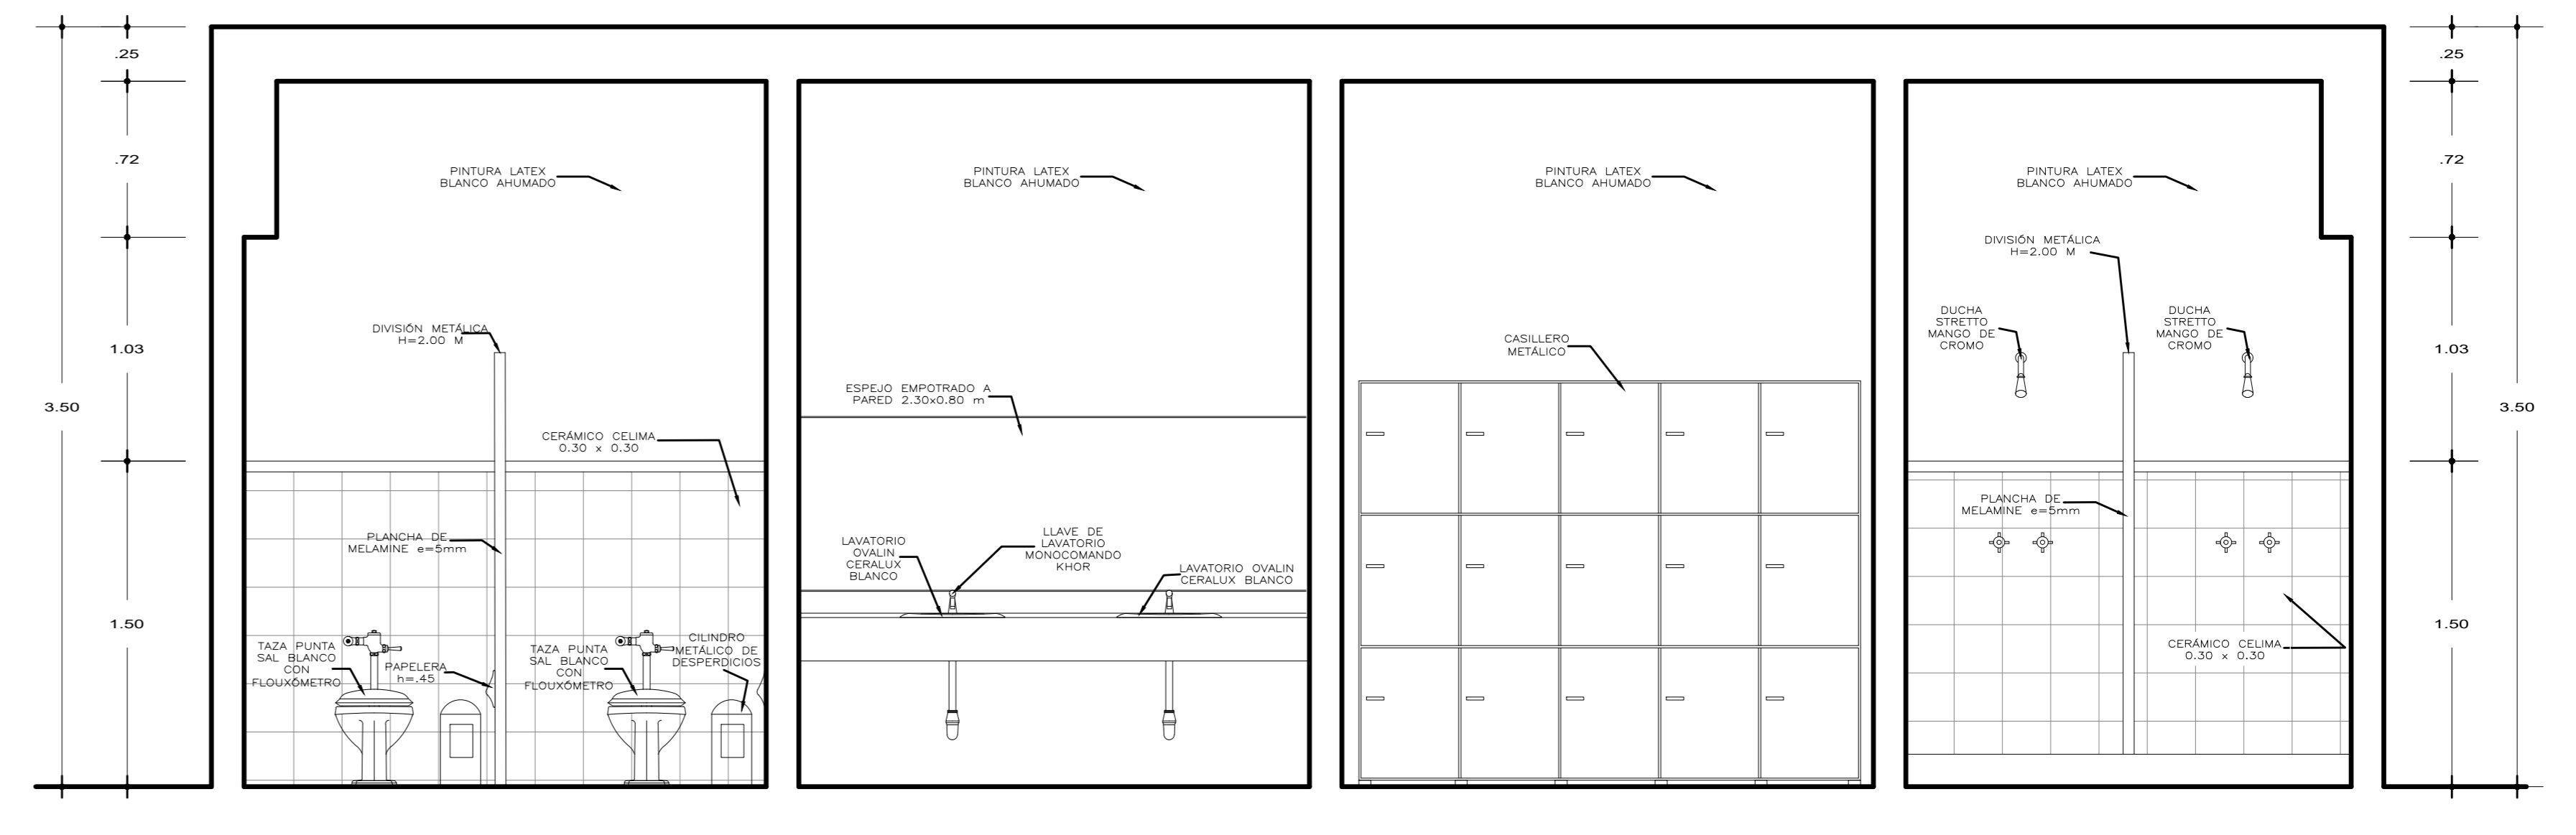 .25
.72
1.03
3.50
1.50
PINTURA LATEX
BLANCO AHUMADO
DIVISIÓN METÁLICA
H=2.00 M
CERÁMICO CELIMA
0.30 x 0.30
PLANCHA DE
MELAMINE e=5mm
TAZA PUNTA
SAL BLANCO
CON
FLOUXÓMETRO
PAPELERA
h=.45
TAZA PUNTA
SAL BLANCO
CON
FLOUXÓMETRO
CILINDRO
METÁLICO DE
DESPERDICIOS
PINTURA LATEX
BLANCO AHUMADO
ESPEJO EMPOTRADO A
PARED 2.30x0.80 m
LAVATORIO
OVALIN
CERALUX
BLANCO
LLAVE DE
LAVATORIO
MONOCOMANDO
KHOR
LAVATORIO OVALIN
CERALUX BLANCO
PINTURA LATEX
BLANCO AHUMADO
CASILLERO
METÁLICO
PINTURA LATEX
BLANCO AHUMADO
DIVISIÓN METÁLICA
H=2.00 M
DUCHA
STRETTO
MANGO DE
CROMO
DUCHA
STRETTO
MANGO DE
CROMO
PLANCHA DE
MELAMINE e=5mm
CERÁMICO CELIMA
0.30 x 0.30
.25
.72
1.03
3.50
1.50